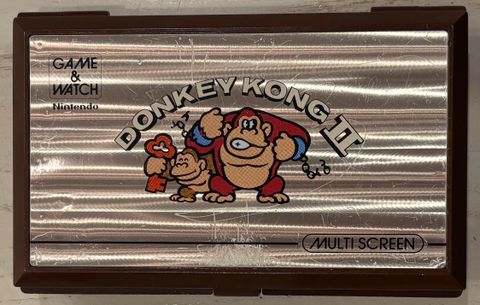 GAME
&
WATCH
Nintendo
DONKEY KONG II
MULTI SCREEN